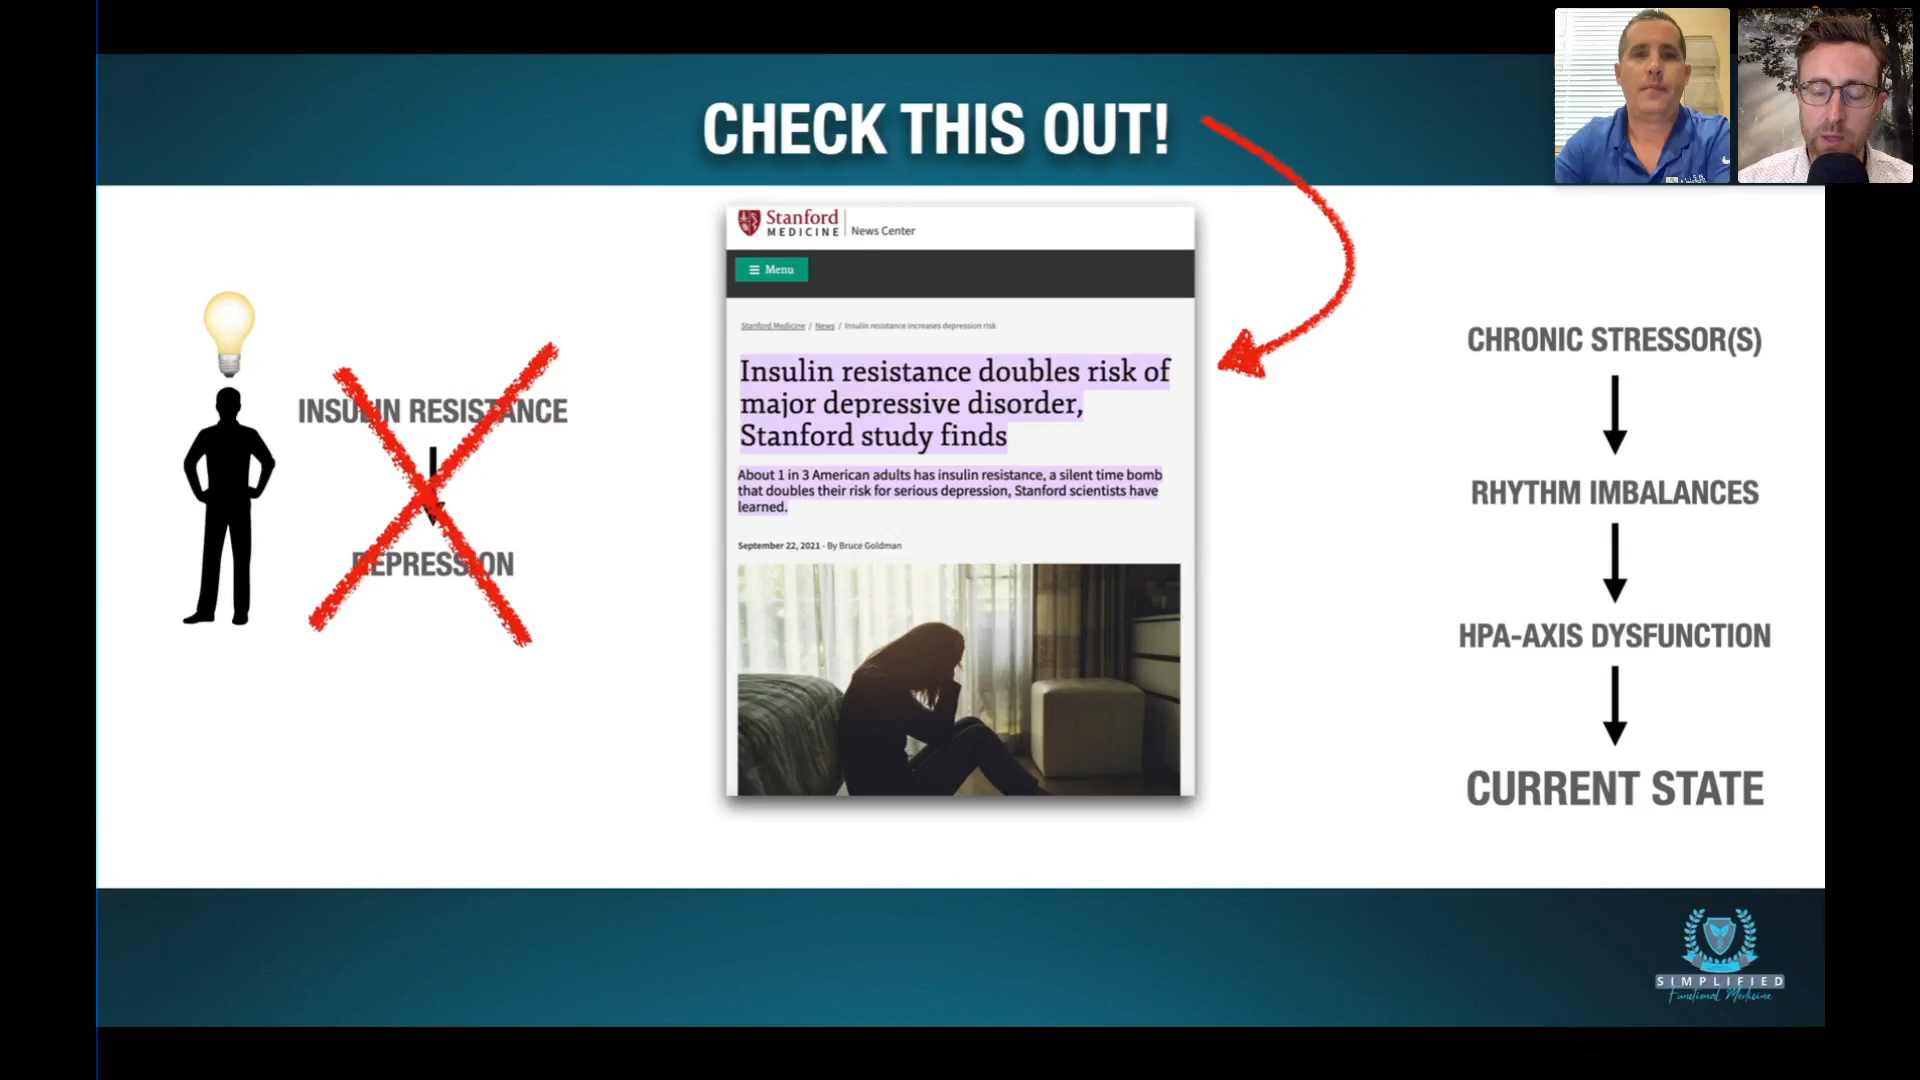 CHECK THIS OUT!
Stanford
MEDICINE
News Center
Menu
Stanford Medicine / News / Insulin resistance increases depression risk
Insulin resistance doubles risk of
major depressive disorder,
Stanford study finds
About 1 in 3 American adults has insulin resistance, a silent time bomb
that doubles their risk for serious depression, Stanford scientists have
learned.
September 22, 2021 - By Bruce Goldman
INSULIN RESISTANCE
DEPRESSION
CHRONIC STRESSOR(S)
RHYTHM IMBALANCES
HPA-AXIS DYSFUNCTION
CURRENT STATE
SIMPLIFIED
Functional Medicine